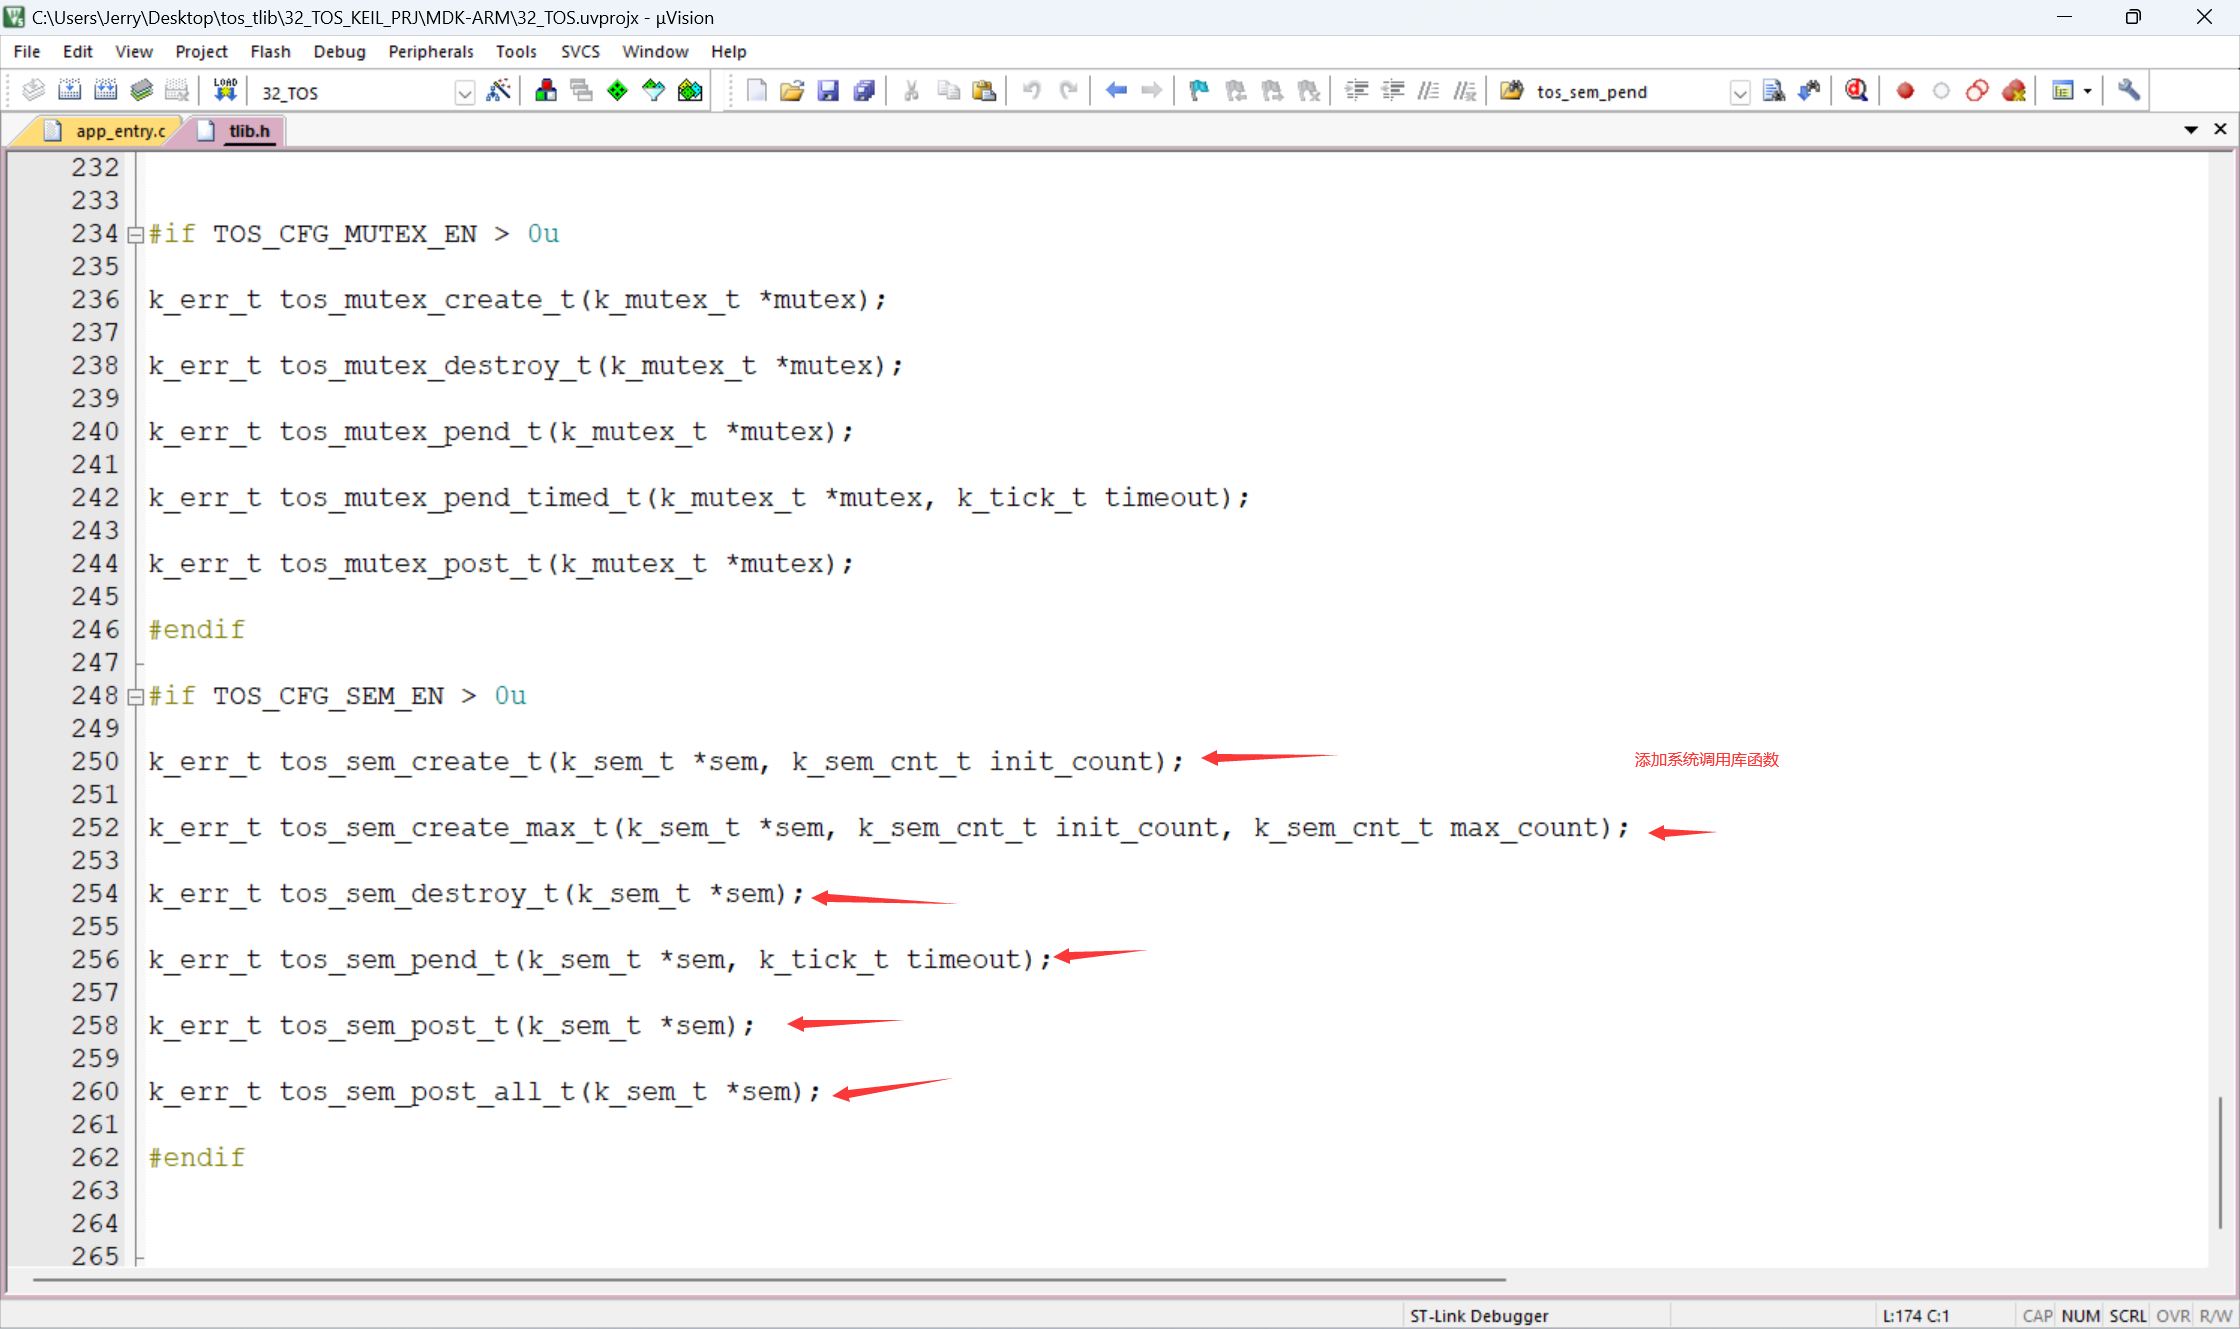 C:\Users\Jerry\Desktop\tos_tlib\32_TOS_KEIL_PRJ\MDK-ARM\32_TOS.uvprojx - µVision
File Edit View Project Flash Debug Peripherals Tools SVCS Window Help
LOAD 32_TOS tos_sem_pend
app_entry.c tlib.h
232
233
234 #if TOS_CFG_MUTEX_EN > 0u
235
236 k_err_t tos_mutex_create_t(k_mutex_t *mutex);
237
238 k_err_t tos_mutex_destroy_t(k_mutex_t *mutex);
239
240 k_err_t tos_mutex_pend_t(k_mutex_t *mutex);
241
242 k_err_t tos_mutex_pend_timed_t(k_mutex_t *mutex, k_tick_t timeout);
243
244 k_err_t tos_mutex_post_t(k_mutex_t *mutex);
245
246 #endif
247
248 #if TOS_CFG_SEM_EN > 0u
249
250 k_err_t tos_sem_create_t(k_sem_t *sem, k_sem_cnt_t init_count); 添加系统调用库函数
251
252 k_err_t tos_sem_create_max_t(k_sem_t *sem, k_sem_cnt_t init_count, k_sem_cnt_t max_count);
253
254 k_err_t tos_sem_destroy_t(k_sem_t *sem);
255
256 k_err_t tos_sem_pend_t(k_sem_t *sem, k_tick_t timeout);
257
258 k_err_t tos_sem_post_t(k_sem_t *sem);
259
260 k_err_t tos_sem_post_all_t(k_sem_t *sem);
261
262 #endif
263
264
265
ST-Link Debugger L:174 C:1 CAP NUM SCRL OVR R/W